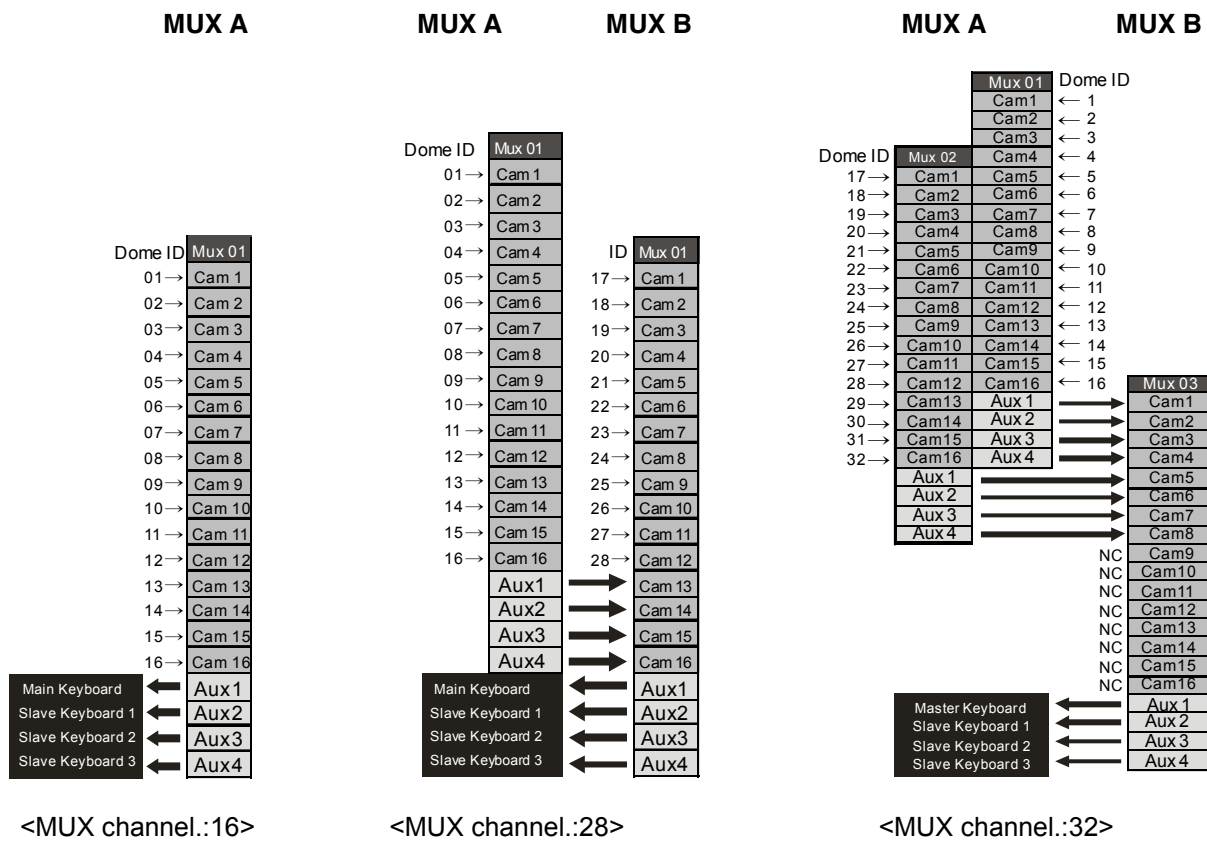 MUX A
MUX A MUX B
MUX A MUX B
Dome ID Mux 01
01→ Cam 1
02→ Cam 2
03→ Cam 3
04→ Cam 4
05→ Cam 5
06→ Cam 6
07→ Cam 7
08→ Cam 8
09→ Cam 9
10→ Cam 10
11→ Cam 11
12→ Cam 12
13→ Cam 13
14→ Cam 14
15→ Cam 15
16→ Cam 16
Main Keyboard Aux1
Slave Keyboard 1 Aux2
Slave Keyboard 2 Aux3
Slave Keyboard 3 Aux4
<MUX channel.:16>
Dome ID Mux 01
01→ Cam 1
02→ Cam 2
03→ Cam 3
04→ Cam 4
05→ Cam 5
06→ Cam 6
07→ Cam 7
08→ Cam 8
09→ Cam 9
10→ Cam 10
11→ Cam 11
12→ Cam 12
13→ Cam 13
14→ Cam 14
15→ Cam 15
16→ Cam 16
Aux1
Aux2
Aux3
Aux4
ID Mux 01
17→ Cam 1
18→ Cam 2
19→ Cam 3
20→ Cam 4
21→ Cam 5
22→ Cam 6
23→ Cam 7
24→ Cam 8
25→ Cam 9
26→ Cam 10
27→ Cam 11
28→ Cam 12
Cam 13
Cam 14
Cam 15
Cam 16
Main Keyboard Aux1
Slave Keyboard 1 Aux2
Slave Keyboard 2 Aux3
Slave Keyboard 3 Aux4
<MUX channel.:28>
Mux 01 Dome ID
Cam1 ← 1
Cam2 ← 2
Cam3 ← 3
Cam4 ← 4
Cam5 ← 5
Cam6 ← 6
Cam7 ← 7
Cam8 ← 8
Cam9 ← 9
Cam10 ← 10
Cam11 ← 11
Cam12 ← 12
Cam13 ← 13
Cam14 ← 14
Cam15 ← 15
Cam16 ← 16
Aux 1
Aux 2
Aux 3
Aux 4
Dome ID Mux 02
17→ Cam1
18→ Cam2
19→ Cam3
20→ Cam4
21→ Cam5
22→ Cam6
23→ Cam7
24→ Cam8
25→ Cam9
26→ Cam10
27→ Cam11
28→ Cam12
29→ Cam13
30→ Cam14
31→ Cam15
32→ Cam16
Aux 1
Aux 2
Aux 3
Aux 4
Mux 03
Cam1
Cam2
Cam3
Cam4
Cam5
Cam6
Cam7
Cam8
NC Cam9
NC Cam10
NC Cam11
NC Cam12
NC Cam13
NC Cam14
NC Cam15
NC Cam16
Master Keyboard Aux 1
Slave Keyboard 1 Aux 2
Slave Keyboard 2 Aux 3
Slave Keyboard 3 Aux 4
<MUX channel.:32>